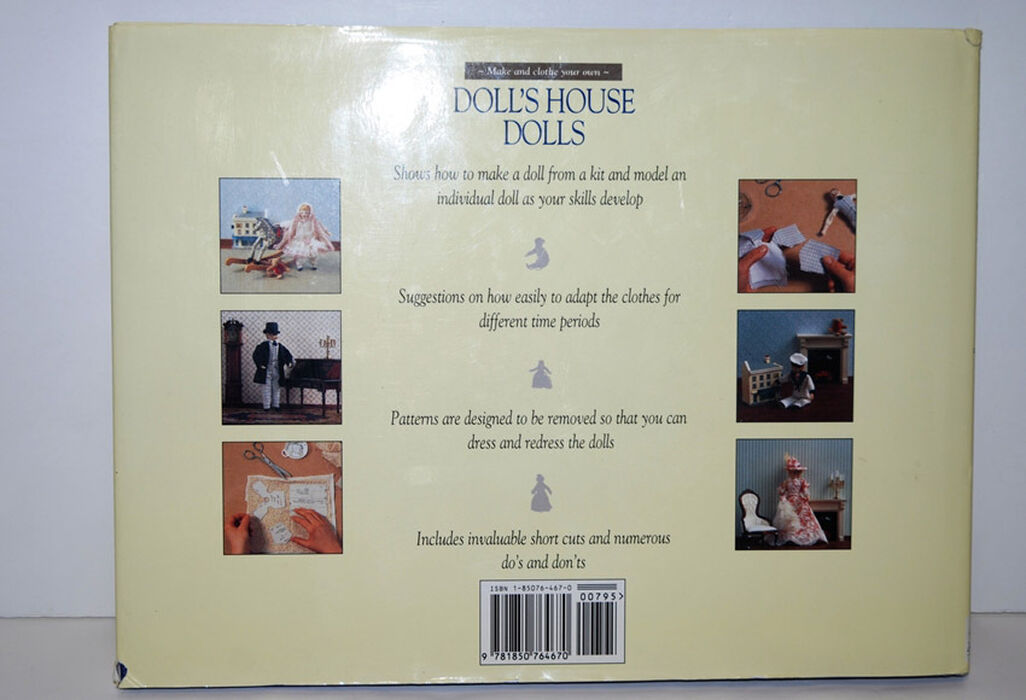 ~ Make and clothe your own ~
DOLL'S HOUSE
DOLLS
Shows how to make a doll from a kit and model an
individual doll as your skills develop
Suggestions on how easily to adapt the clothes for
different time periods
Patterns are designed to be removed so that you can
dress and redress the dolls
Includes invaluable short cuts and numerous
do's and don'ts
ISBN 1-85076-467-0
00795>
9 781850 764670